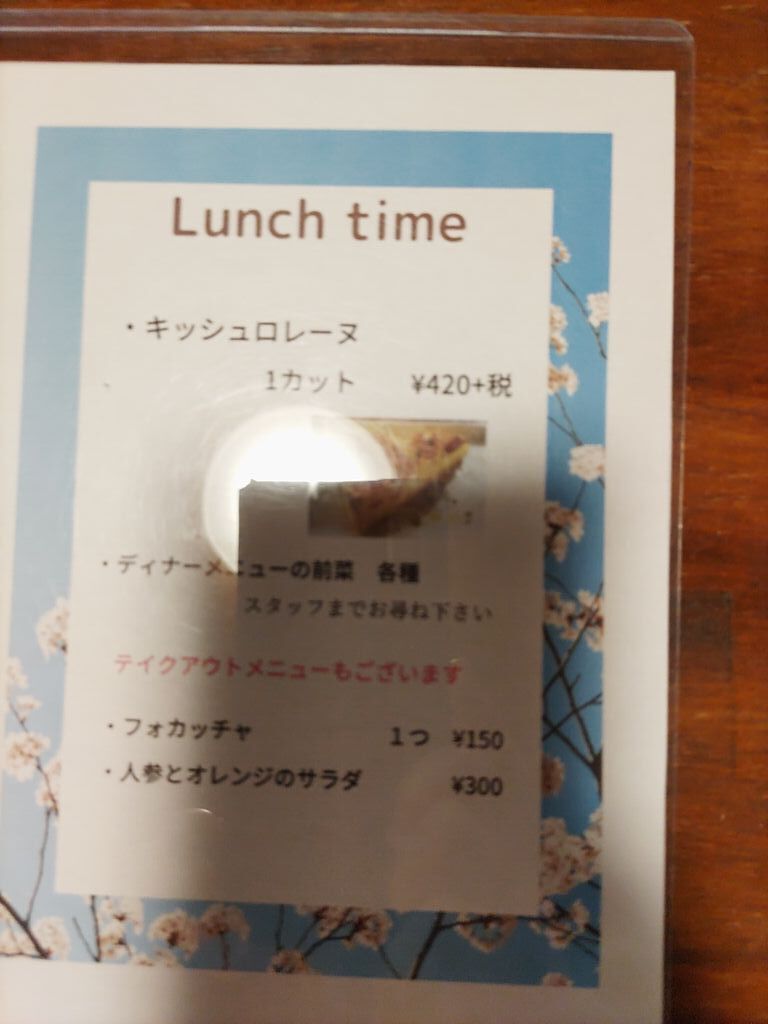 Lunch time
・キッシュロレーヌ
1カット ¥420+税
・ディナーメニューの前菜 各種
スタッフまでお尋ね下さい
テイクアウトメニューもございます
・フォカッチャ 1つ ¥150
・人参とオレンジのサラダ ¥300